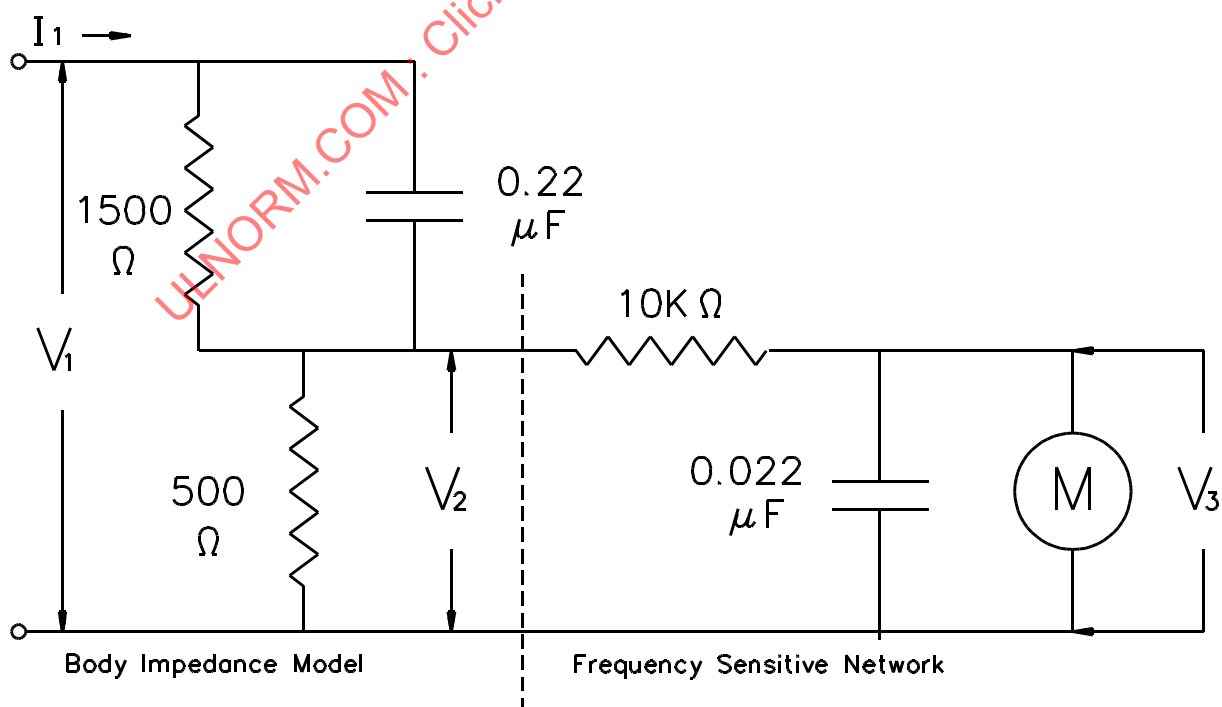 I1
ULNORM.COM : Clic
0.22
μF
1500
Ω
10K Ω
V1
0.022
μF
500
Ω
V2
M
V3
Body Impedance Model
Frequency Sensitive Network